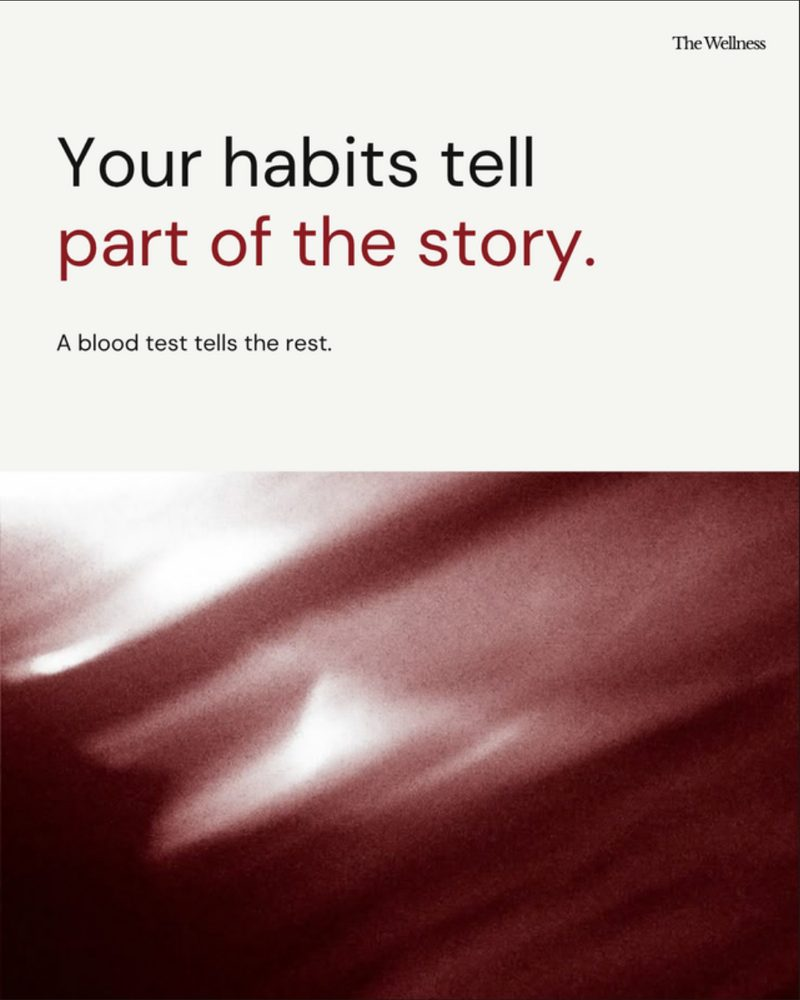 The Wellness
Your habits tell
part of the story.
A blood test tells the rest.